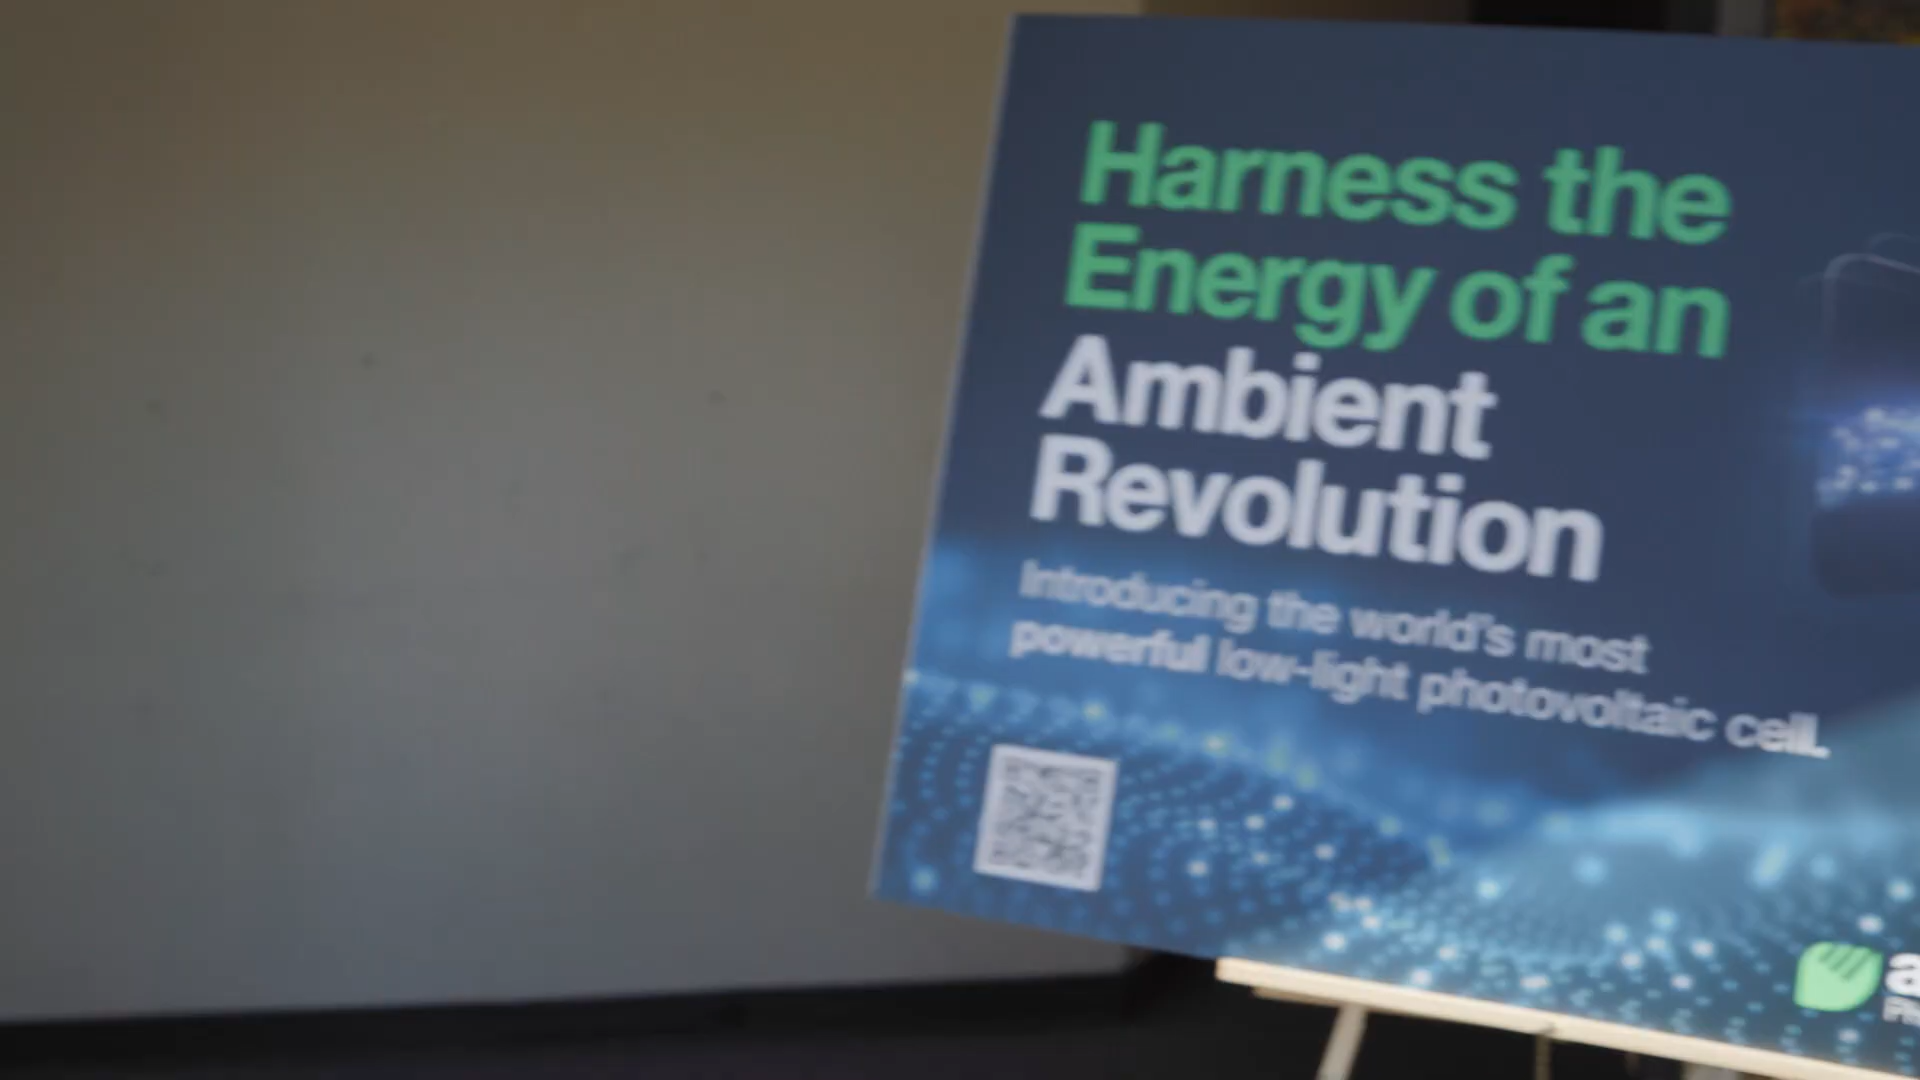 Harness the
Energy of an
Ambient
Revolution
Introducing the world's most
powerful low-light photovoltaic cell.